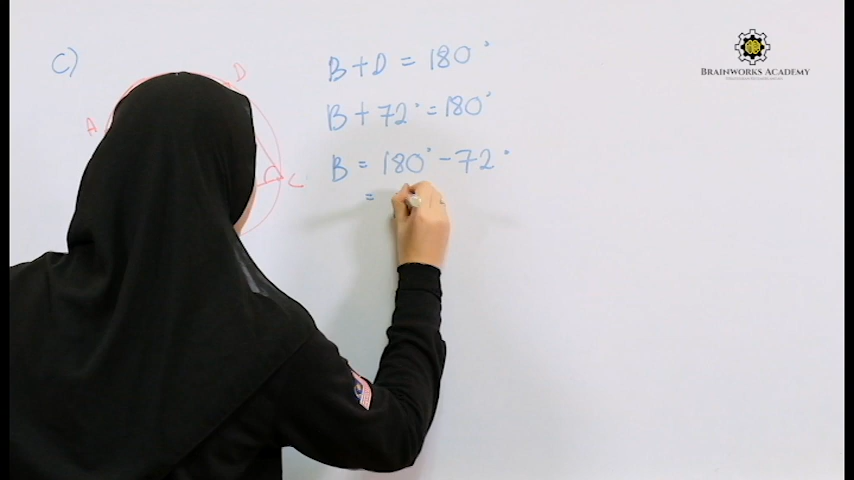 C)
D
A
C
B + D = 180°
B + 72° = 180°
B = 180° - 72°
=
BRAINWORKS ACADEMY